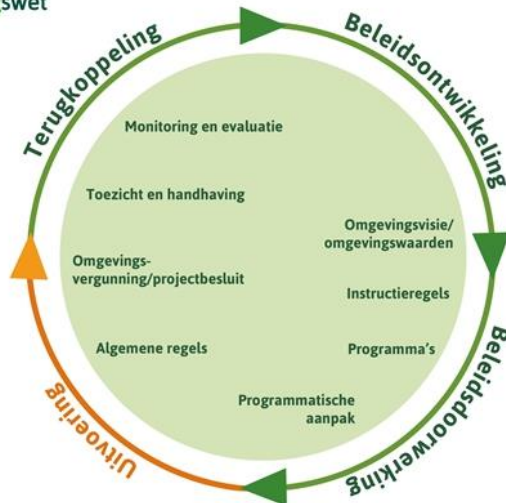 gswet
Terugkoppeling
Beleidsontwikkeling
Monitoring en evaluatie
Toezicht en handhaving
Omgevingsvisie/
omgevingswaarden
Omgevings-
vergunning/projectbesluit
Instructieregels
Algemene regels
Programma's
Programmatische
aanpak
Uitvoering
Beleidsdoorwerking